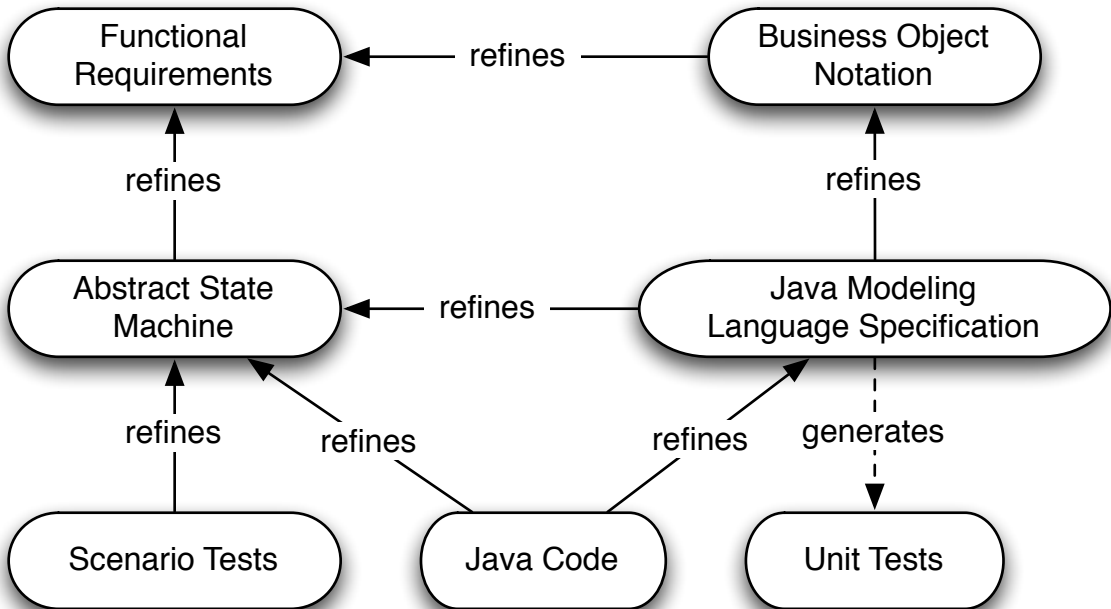 Functional
Requirements
refines
Business Object
Notation
refines
refines
Abstract State
Machine
refines
Java Modeling
Language Specification
refines
refines
refines
generates
Scenario Tests
Java Code
Unit Tests